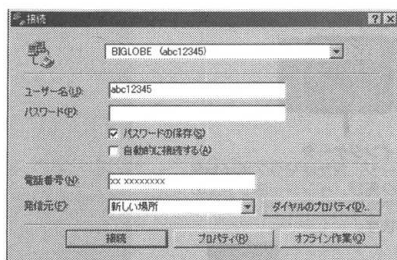 接続
BIGLOBE (abc12345)
ユーザー名(U): abc12345
パスワード(P):
パスワードの保存(S)
自動的に接続する(A)
電話番号(N): xx xxxxxxxx
発信元(F): 新しい場所 ダイヤルのプロパティ(D)...
接続 プロパティ(R) オフライン作業(O)